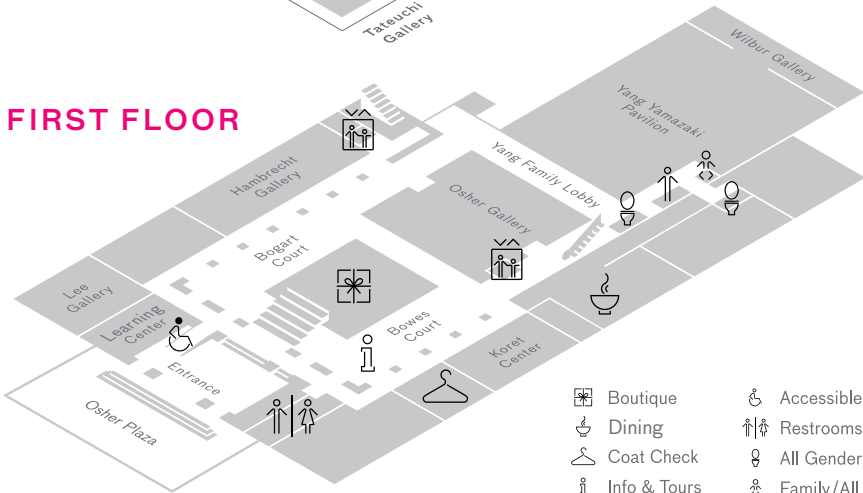 Tateuchi
Gallery
FIRST FLOOR
Wilbur Gallery
Yang Yamazaki
Pavilion
Hambrecht
Gallery
Yang Family Lobby
Osher Gallery
Bogart
Court
Lee
Gallery
Learning
Center
Bowes
Court
Koret
Center
Entrance
Osher Plaza
Boutique
Dining
Coat Check
Info & Tours
Accessible
Restrooms
All Gender
Family/All